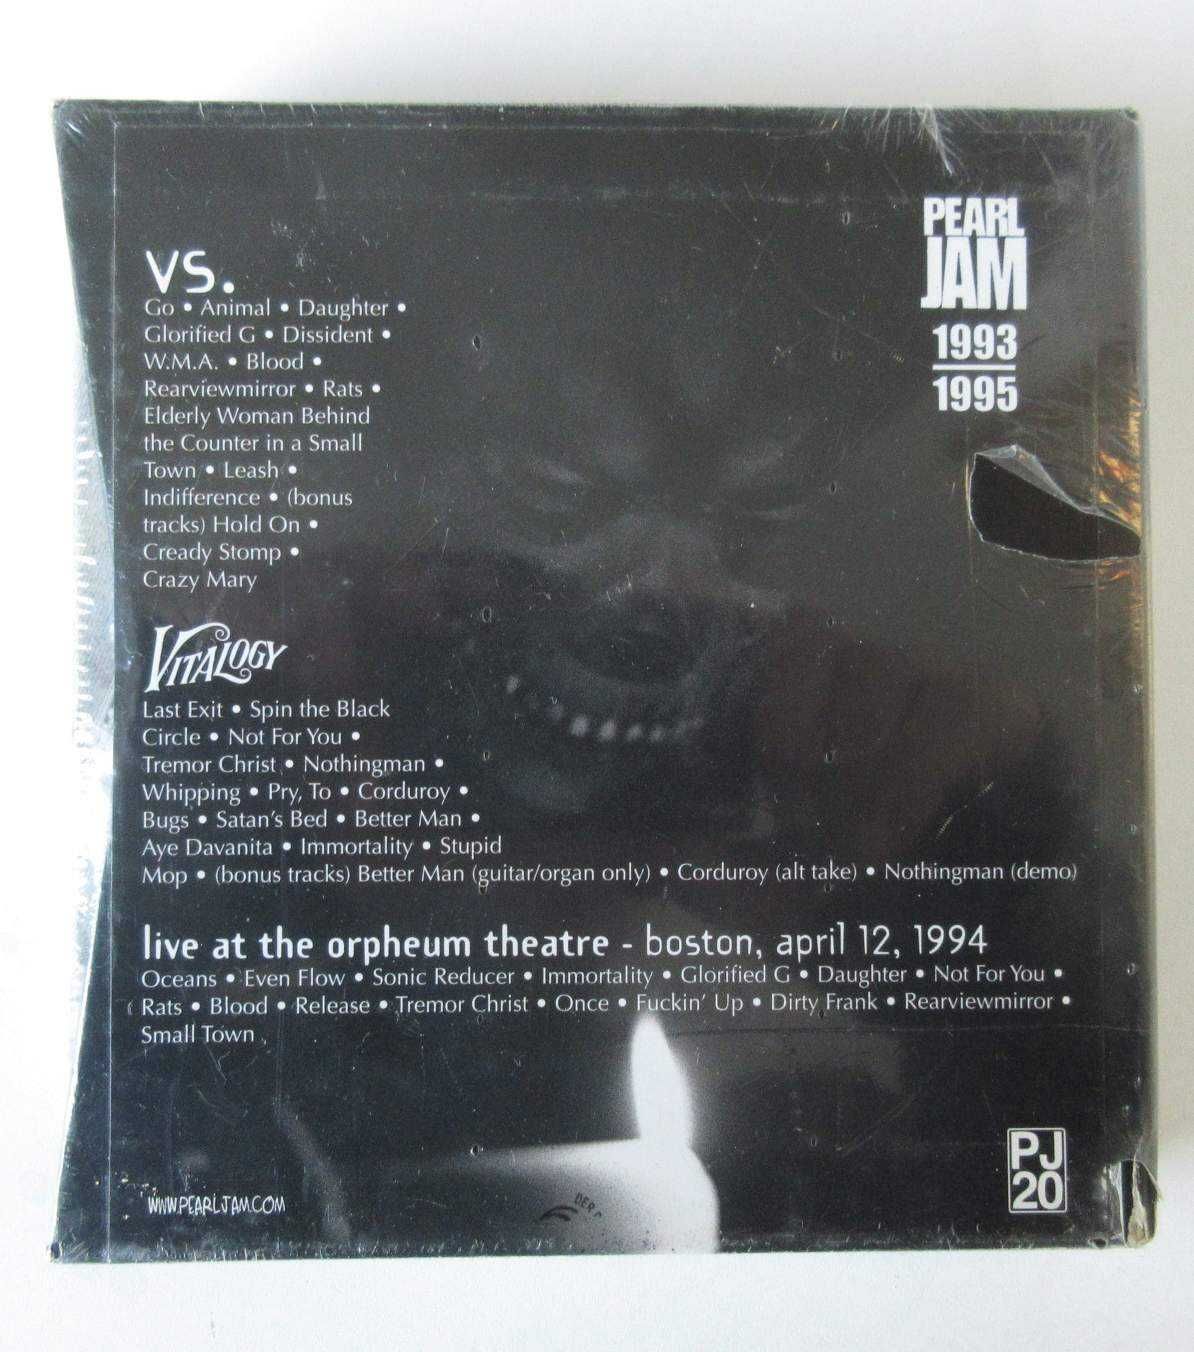 PEARL
JAM
1993
1995
vs.
Go • Animal • Daughter •
Glorified G • Dissident •
W.M.A. • Blood •
Rearviewmirror • Rats •
Elderly Woman Behind
the Counter in a Small
Town • Leash •
Indifference • (bonus
tracks) Hold On •
Cready Stomp •
Crazy Mary
VITALOGY
Last Exit • Spin the Black
Circle • Not For You •
Tremor Christ • Nothingman •
Whipping • Pry, To • Corduroy •
Bugs • Satan's Bed • Better Man •
Aye Davanita • Immortality • Stupid
Mop • (bonus tracks) Better Man (guitar/organ only) • Corduroy (alt take) • Nothingman (demo)
live at the orpheum theatre - boston, april 12, 1994
Oceans • Even Flow • Sonic Reducer • Immortality • Glorified G • Daughter • Not For You •
Rats • Blood • Release • Tremor Christ • Once • Fuckin' Up • Dirty Frank • Rearviewmirror •
Small Town
WWW.PEARLJAM.COM
PJ
20